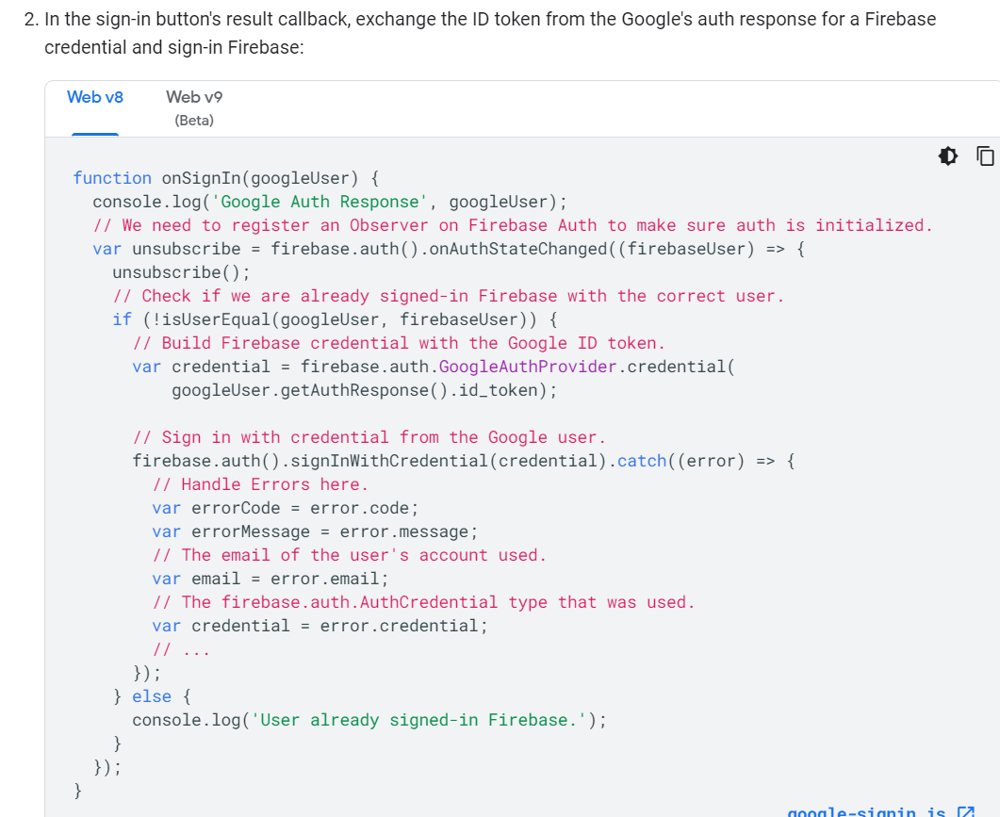 2. In the sign-in button's result callback, exchange the ID token from the Google's auth response for a Firebase
credential and sign-in Firebase:
Web v8
Web v9
(Beta)
function onSignIn(googleUser) {
  console.log('Google Auth Response', googleUser);
  // We need to register an Observer on Firebase Auth to make sure auth is initialized.
  var unsubscribe = firebase.auth().onAuthStateChanged((firebaseUser) => {
    unsubscribe();
    // Check if we are already signed-in Firebase with the correct user.
    if (!isUserEqual(googleUser, firebaseUser)) {
      // Build Firebase credential with the Google ID token.
      var credential = firebase.auth.GoogleAuthProvider.credential(
          googleUser.getAuthResponse().id_token);

      // Sign in with credential from the Google user.
      firebase.auth().signInWithCredential(credential).catch((error) => {
        // Handle Errors here.
        var errorCode = error.code;
        var errorMessage = error.message;
        // The email of the user's account used.
        var email = error.email;
        // The firebase.auth.AuthCredential type that was used.
        var credential = error.credential;
        // ...
      });
    } else {
      console.log('User already signed-in Firebase.');
    }
  });
}
google-signin.js